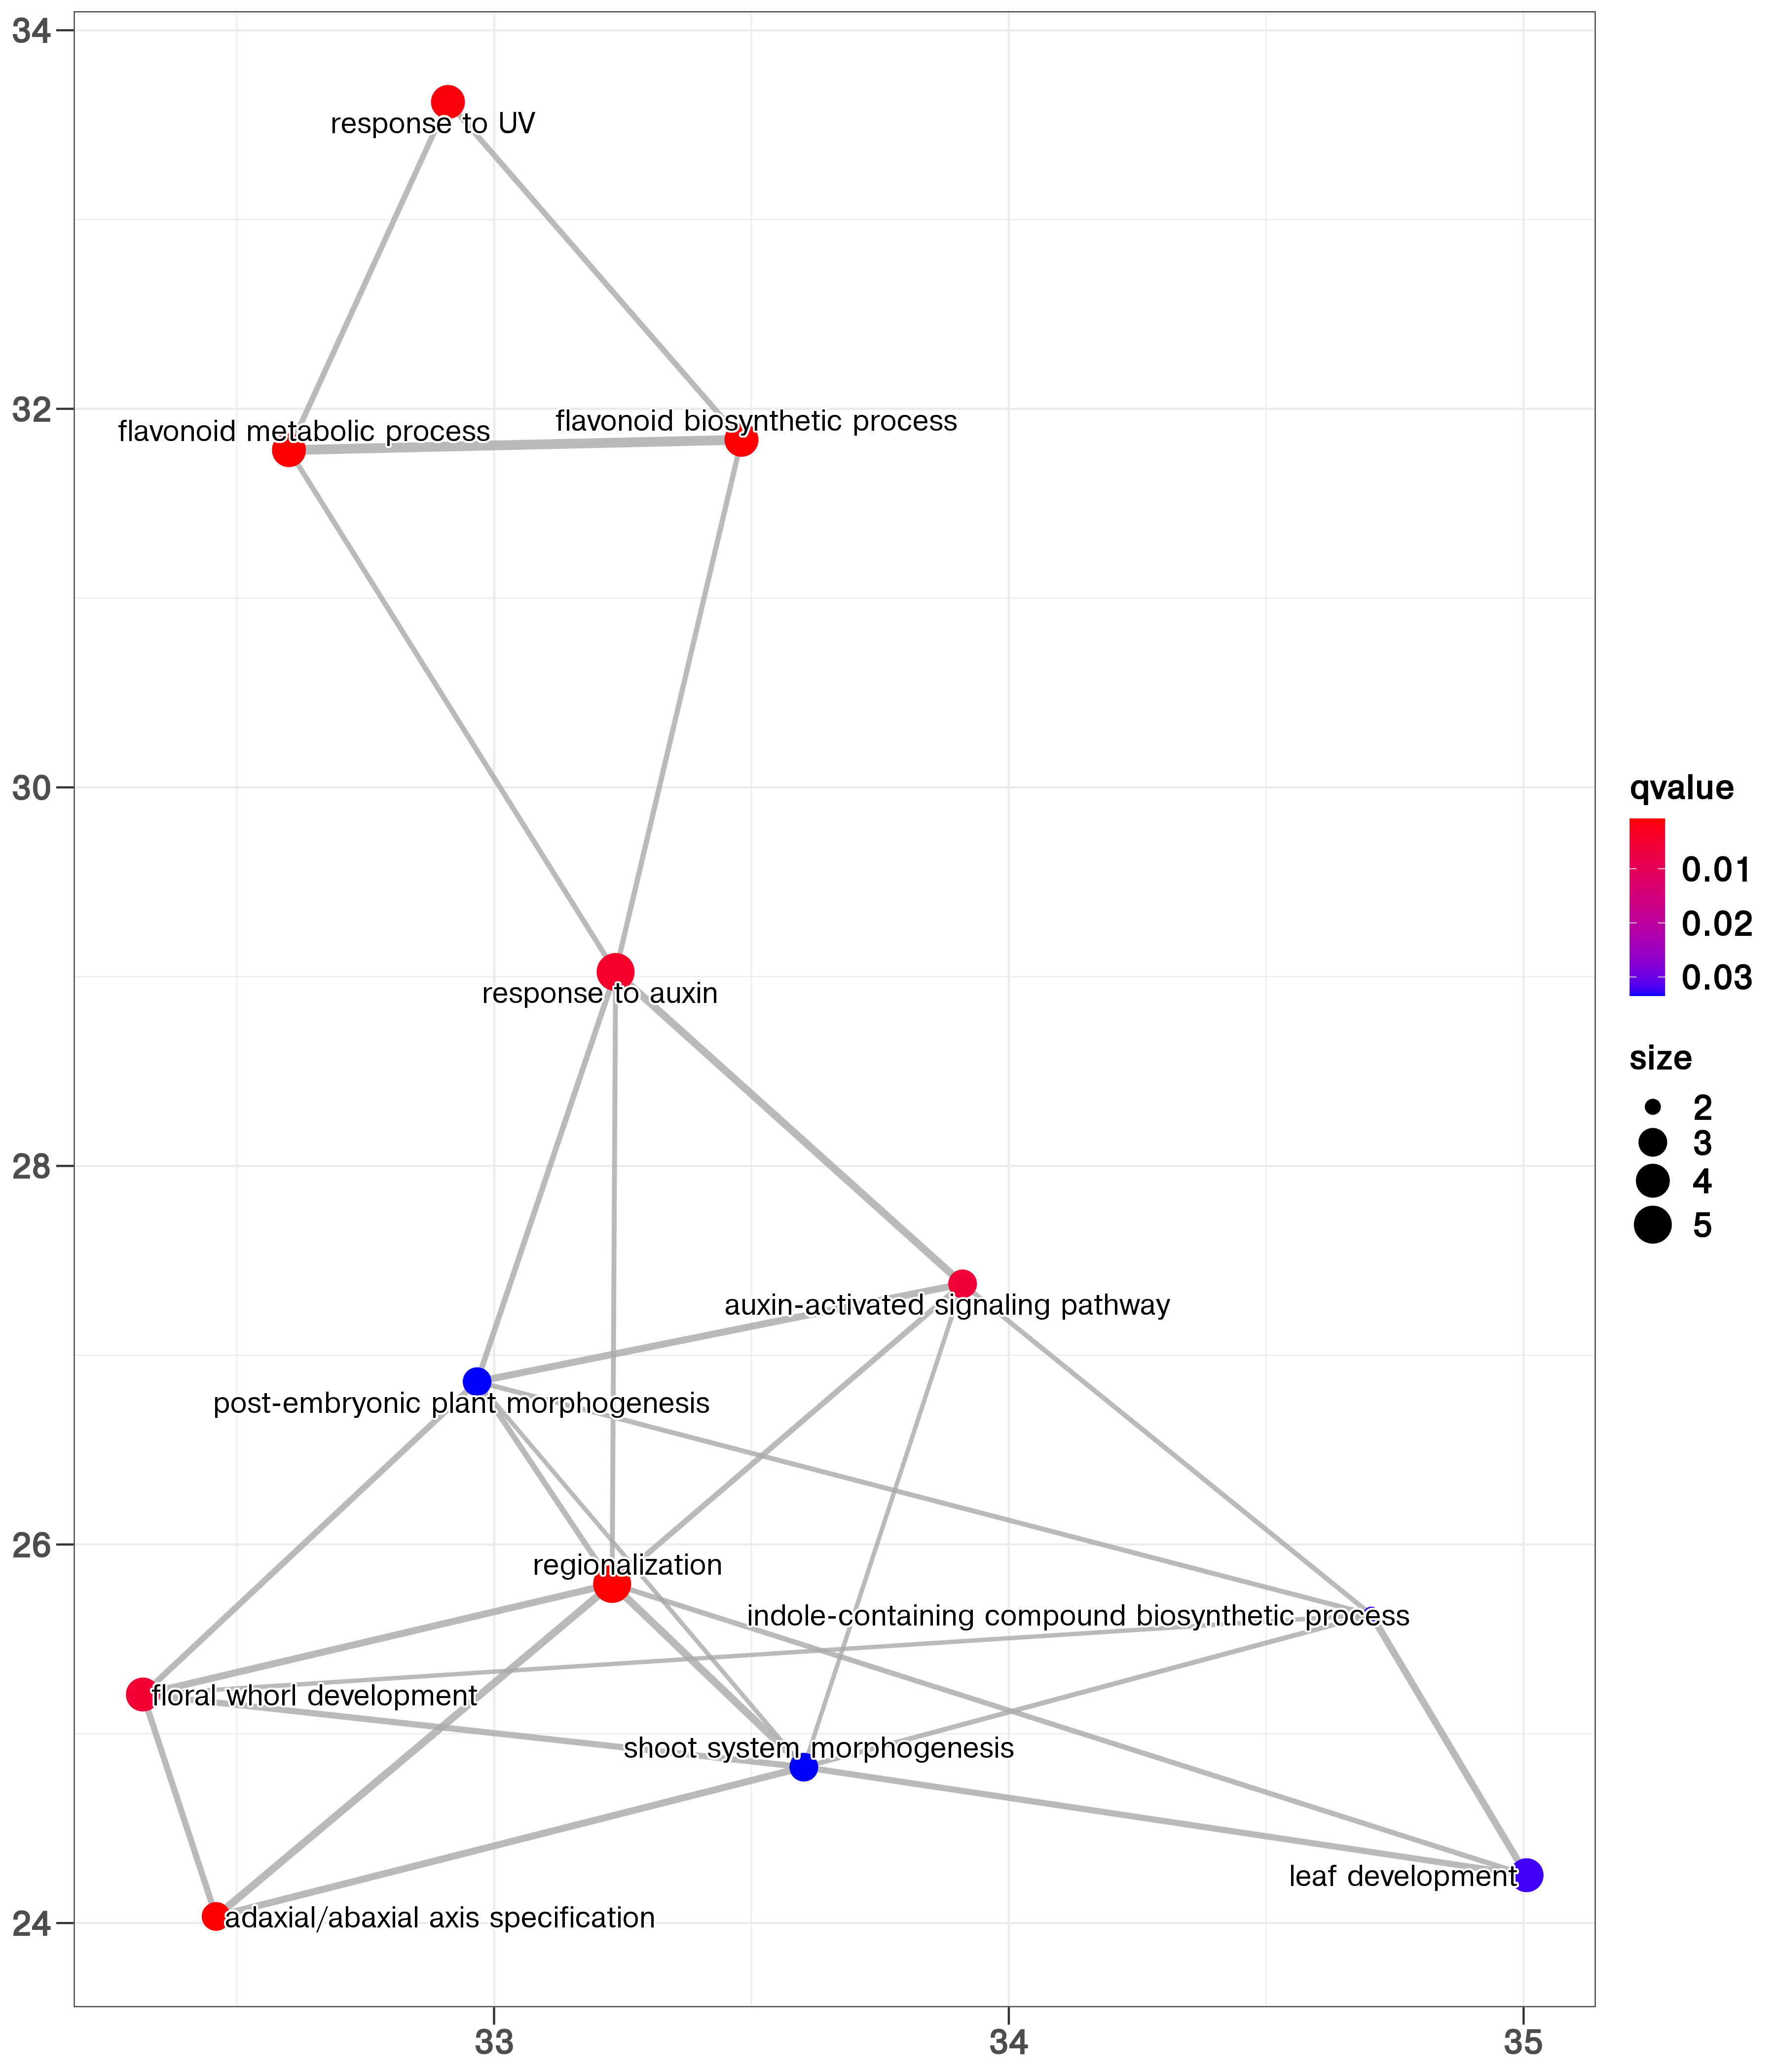 34
response to UV
32
flavonoid metabolic process
flavonoid biosynthetic process
30
response to auxin
28
auxin-activated signaling pathway
post-embryonic plant morphogenesis
26
regionalization
indole-containing compound biosynthetic process
floral whorl development
shoot system morphogenesis
leaf development
adaxial/abaxial axis specification
24
33
34
35
qvalue
0.01
0.02
0.03
size
2
3
4
5